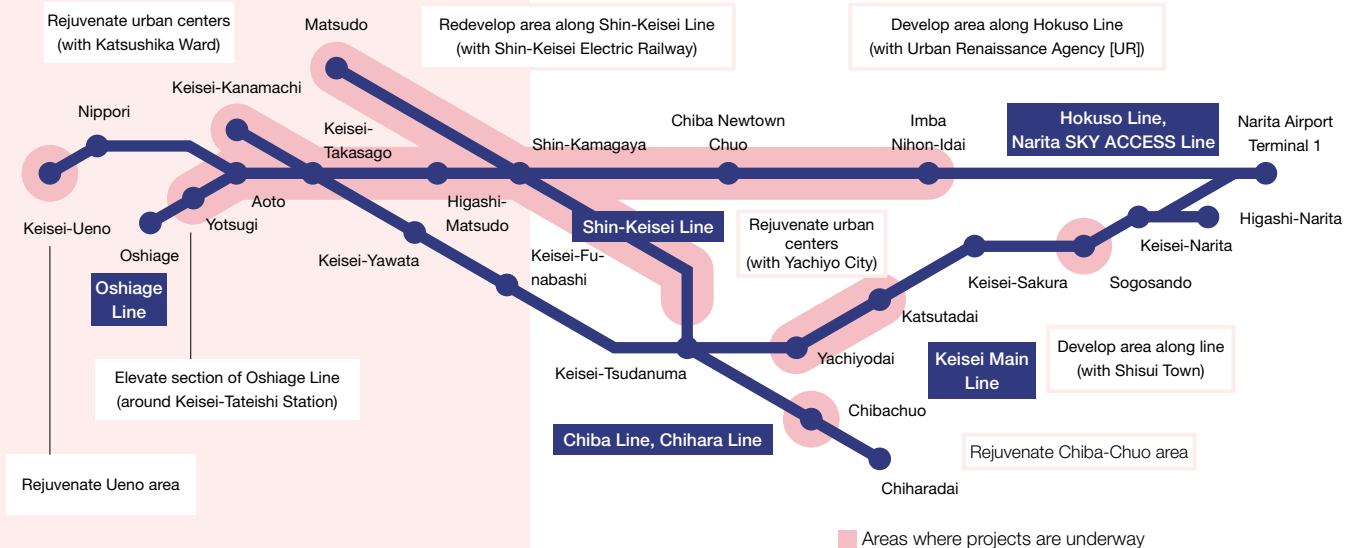 Rejuvenate urban centers
(with Katsushika Ward)
Matsudo
Redevelop area along Shin-Keisei Line
(with Shin-Keisei Electric Railway)
Develop area along Hokuso Line
(with Urban Renaissance Agency [UR])
Keisei-Kanamachi
Nippori
Keisei-
Takasago
Shin-Kamagaya
Chiba Newtown
Chuo
Imba
Nihon-Idai
Hokuso Line,
Narita SKY ACCESS Line
Narita Airport
Terminal 1
Keisei-Ueno
Oshiage
Yotsugi
Aoto
Higashi-
Matsudo
Shin-Keisei Line
Rejuvenate urban
centers
(with Yachiyo City)
Higashi-Narita
Keisei-Narita
Keisei-Yawata
Keisei-Fu-
nabashi
Keisei-Sakura
Sogosando
Oshiage
Line
Katsutadai
Elevate section of Oshiage Line
(around Keisei-Tateishi Station)
Keisei-Tsudanuma
Yachiyodai
Keisei Main
Line
Develop area along line
(with Shisui Town)
Chibachuo
Chiba Line, Chihara Line
Rejuvenate Chiba-Chuo area
Rejuvenate Ueno area
Chiharadai
Areas where projects are underway